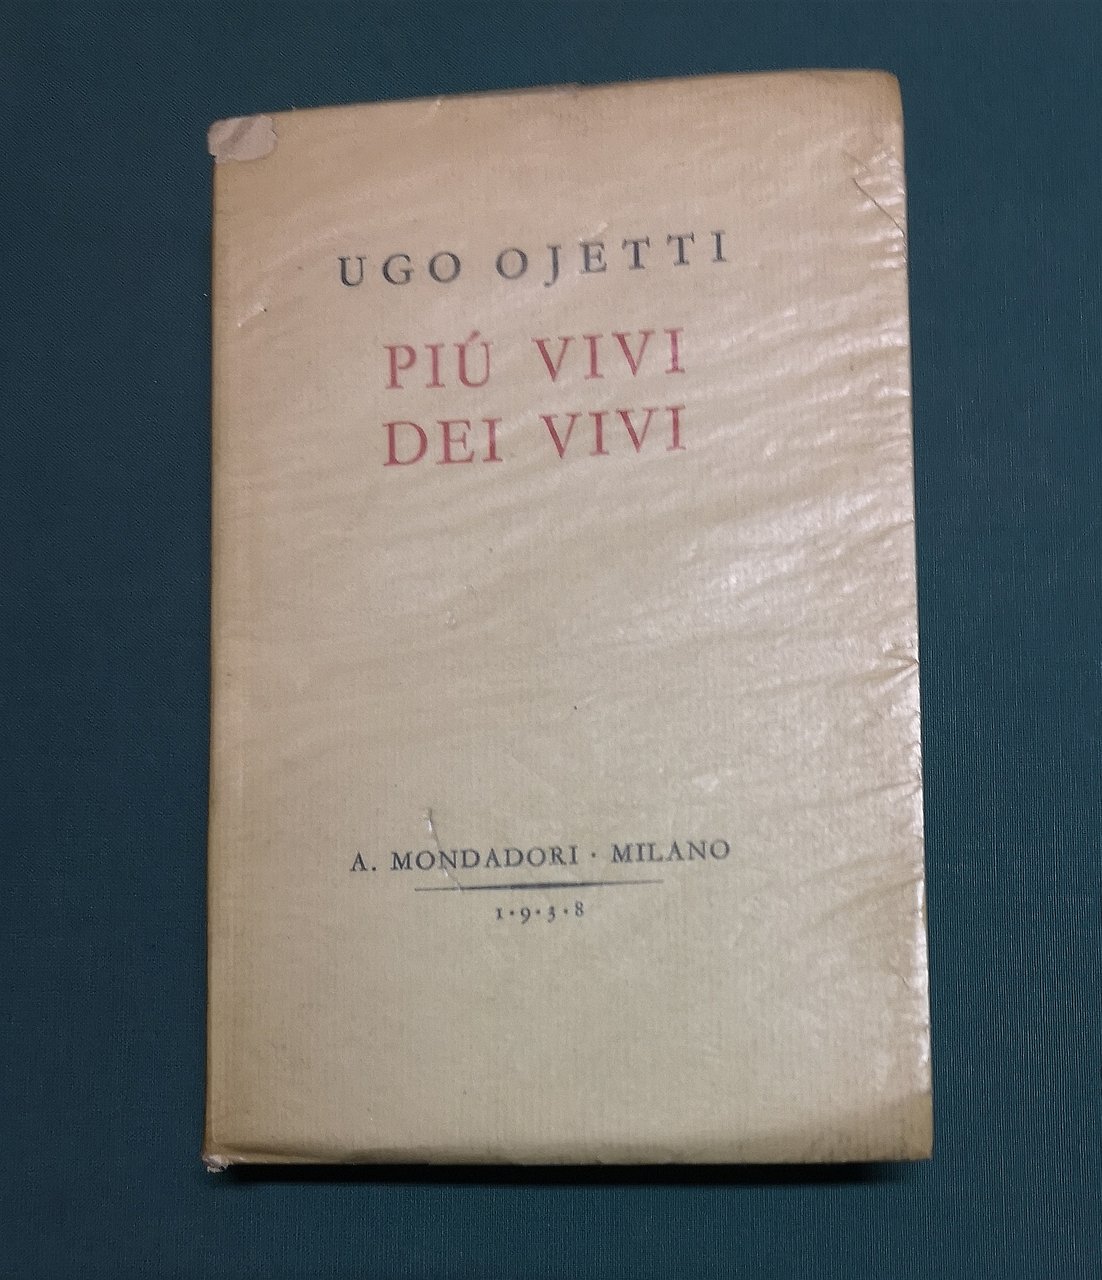 UGO OJETTI
PIÚ VIVI
DEI VIVI
A. MONDADORI · MILANO
1·9·3·8